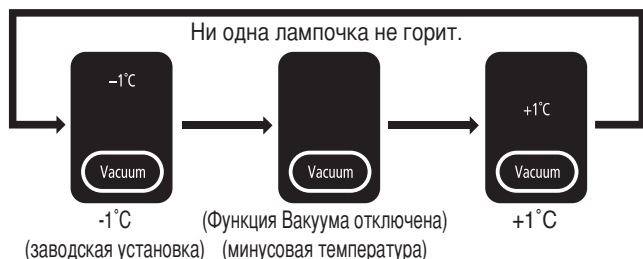 Ни одна лампочка не горит.
−1˚C
+1˚C
Vacuum
Vacuum
Vacuum
-1˚C
(Функция Вакуума отключена)
+1˚C
(заводская установка)
(минусовая температура)